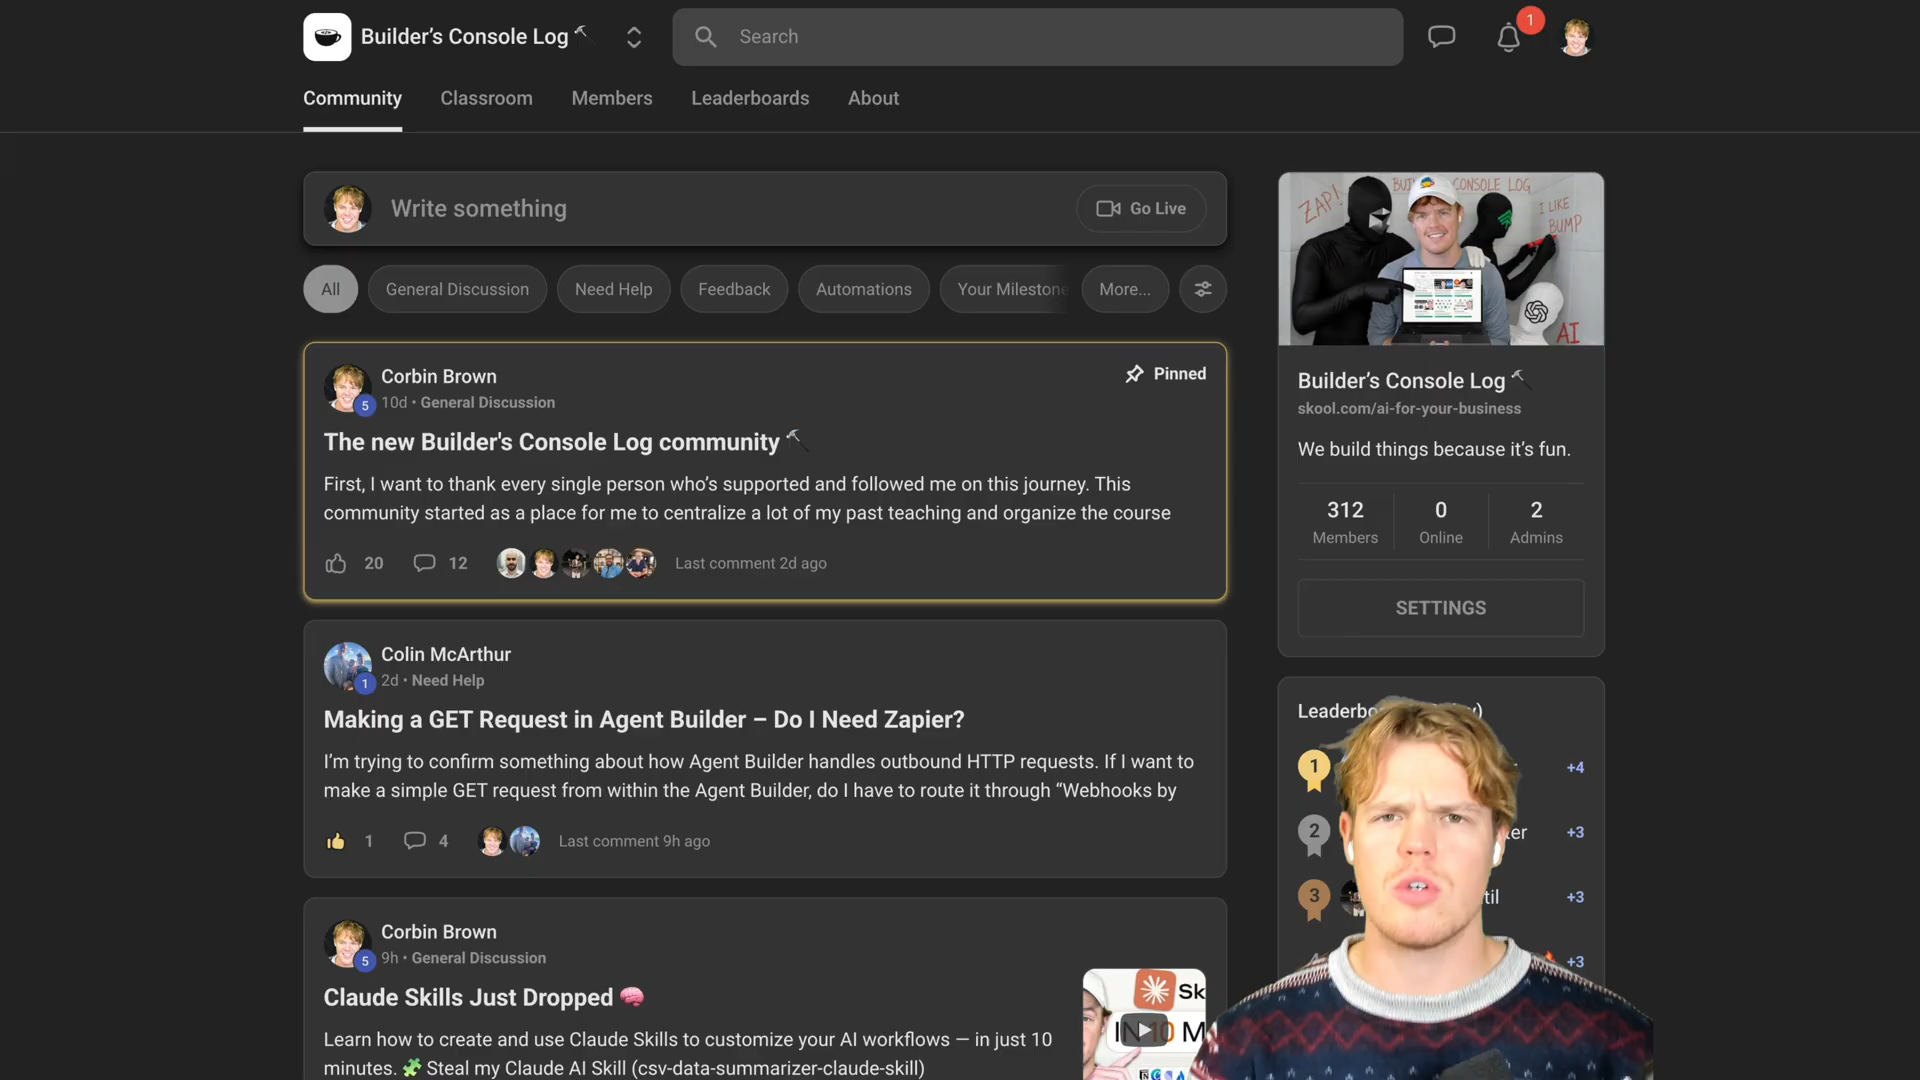 Builder's Console Log
Search
1
Community
Classroom
Members
Leaderboards
About
Write something
Go Live
All
General Discussion
Need Help
Feedback
Automations
Your Milestone
More...
Corbin Brown
5
10d • General Discussion
Pinned
The new Builder's Console Log community
First, I want to thank every single person who's supported and followed me on this journey. This
community started as a place for me to centralize a lot of my past teaching and organize the course
20
12
Last comment 2d ago
Colin McArthur
1
2d • Need Help
Making a GET Request in Agent Builder – Do I Need Zapier?
I'm trying to confirm something about how Agent Builder handles outbound HTTP requests. If I want to
make a simple GET request from within the Agent Builder, do I have to route it through “Webhooks by
1
4
Last comment 9h ago
Corbin Brown
5
9h • General Discussion
Claude Skills Just Dropped
Learn how to create and use Claude Skills to customize your AI workflows — in just 10
minutes. 🧩 Steal my Claude AI Skill (csv-data-summarizer-claude-skill)
Sk
IN 10 M
ZAP!
CONSOLE LOG
I LIKE
BUMP
AI
Builder's Console Log
skool.com/ai-for-your-business
We build things because it's fun.
312
Members
0
Online
2
Admins
SETTINGS
1
+4
2
+3
3
+3
+3